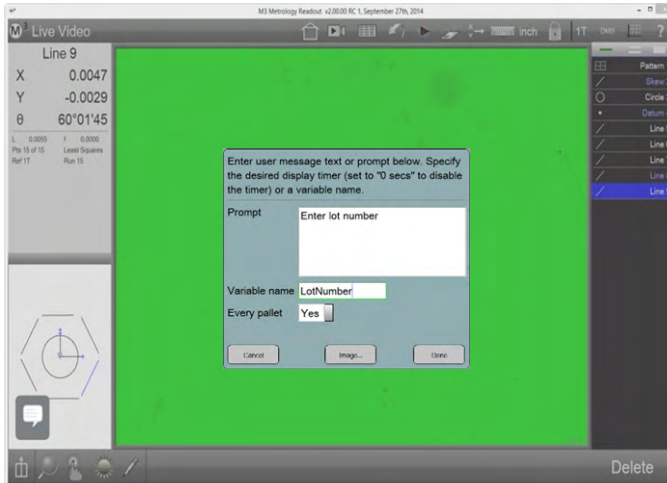 M3 Metrology Readout v2.00.00 RC 1, September 27th, 2014
M3 Live Video
inch
1T
DMS
?
Line 9
X 0.0047
Y -0.0029
θ 60°01'45
L 0.0055 f 0.0000
Pts 15 of 15 Least Squares
Ref 1T Run 15
Pattern
Skew
Circle
Datum
Line
Line
Line
Line
Line
Enter user message text or prompt below. Specify
the desired display timer (set to "0 secs" to disable
the timer) or a variable name.
Prompt
Enter lot number
Variable name LotNumber
Every pallet Yes
Cancel Image... Done
Delete